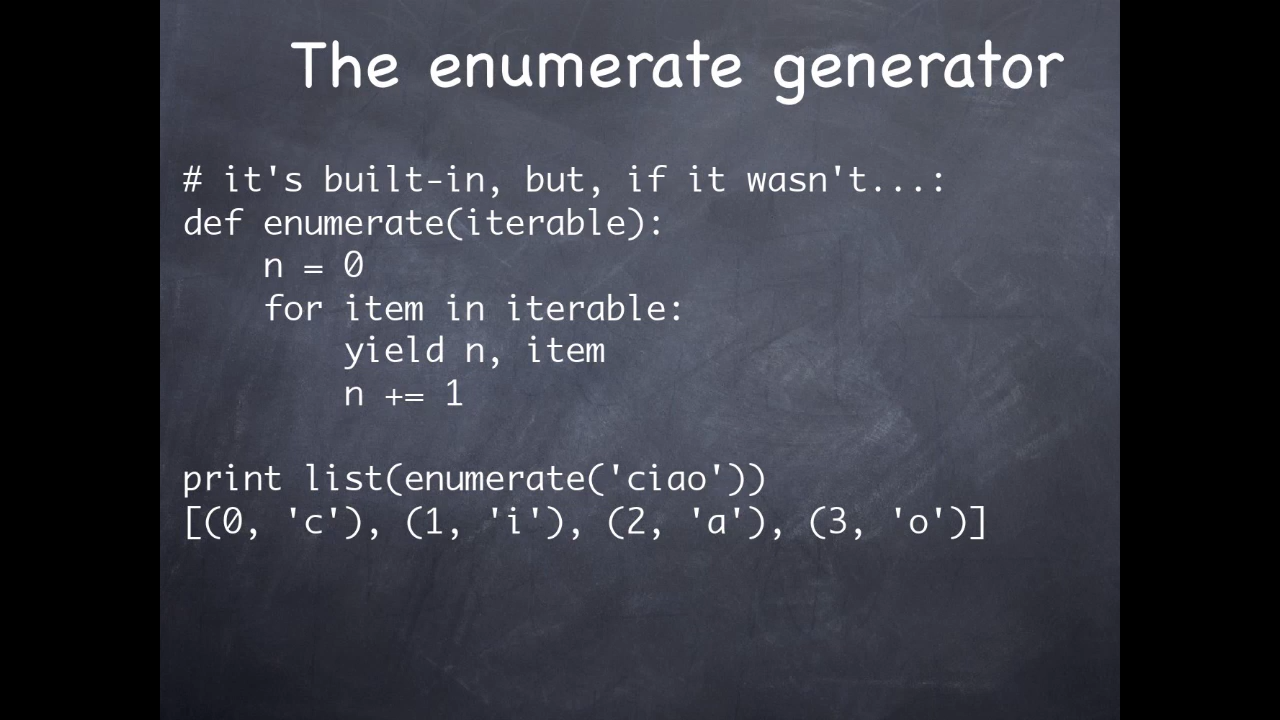 The enumerate generator
# it's built-in, but, if it wasn't...:
def enumerate(iterable):
    n = 0
    for item in iterable:
        yield n, item
        n += 1
print list(enumerate('ciao'))
[(0, 'c'), (1, 'i'), (2, 'a'), (3, 'o')]